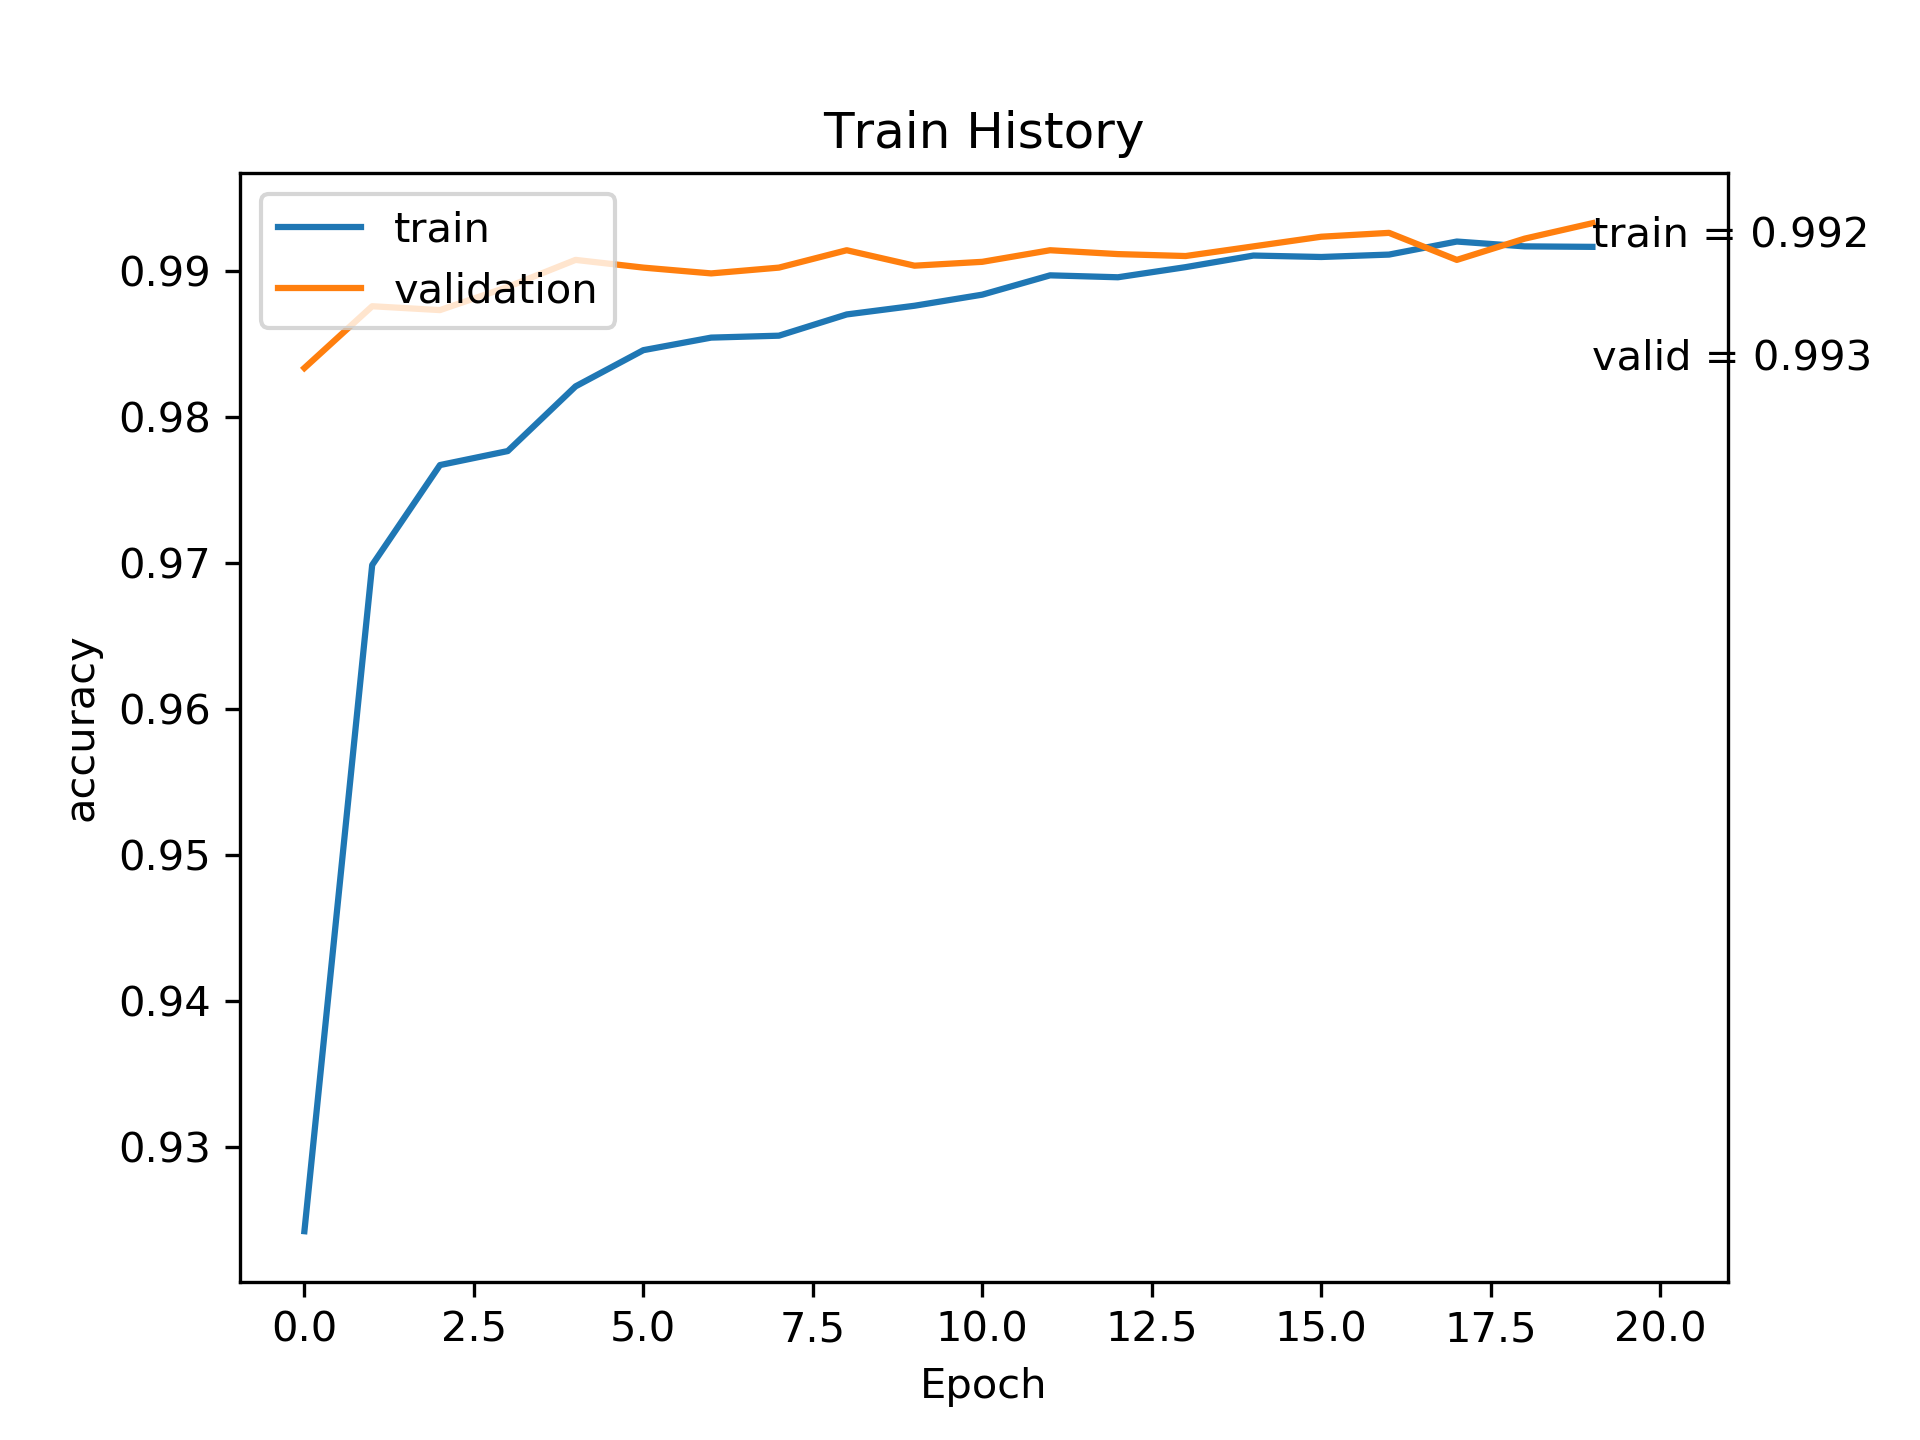 Train History
train
validation
train = 0.992
valid = 0.993
0.99
0.98
0.97
0.96
0.95
0.94
0.93
accuracy
0.0 2.5 5.0 7.5 10.0 12.5 15.0 17.5 20.0
Epoch